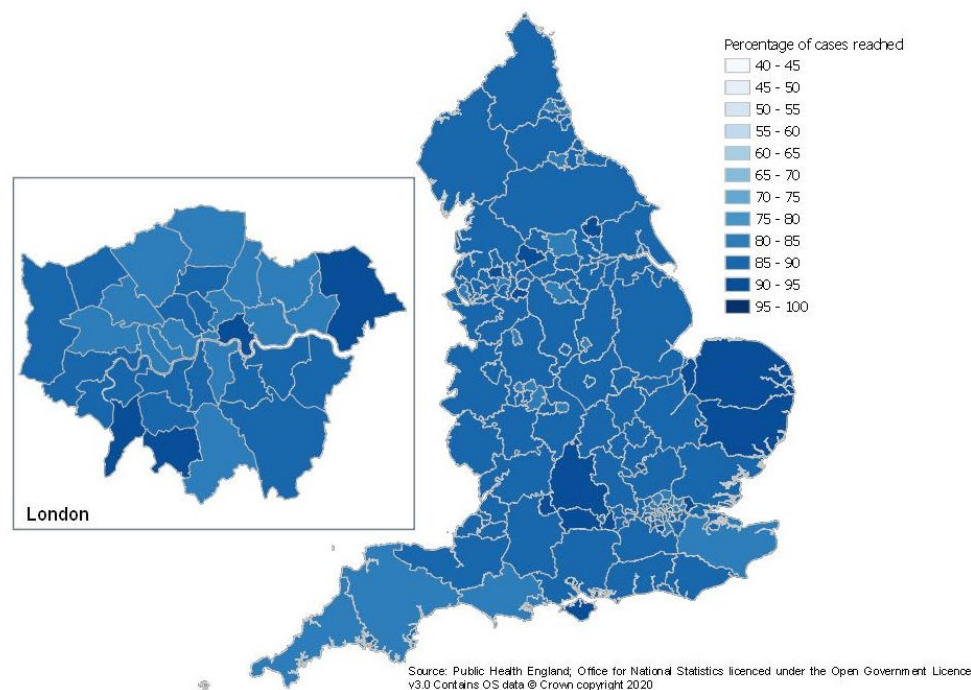 Percentage of cases reached
40 - 45
45 - 50
50 - 55
55 - 60
60 - 65
65 - 70
70 - 75
75 - 80
80 - 85
85 - 90
90 - 95
95 - 100
London
Source: Public Health England; Office for National Statistics licenced under the Open Government Licence
v3.0 Contains OS data © Crown copyright 2020